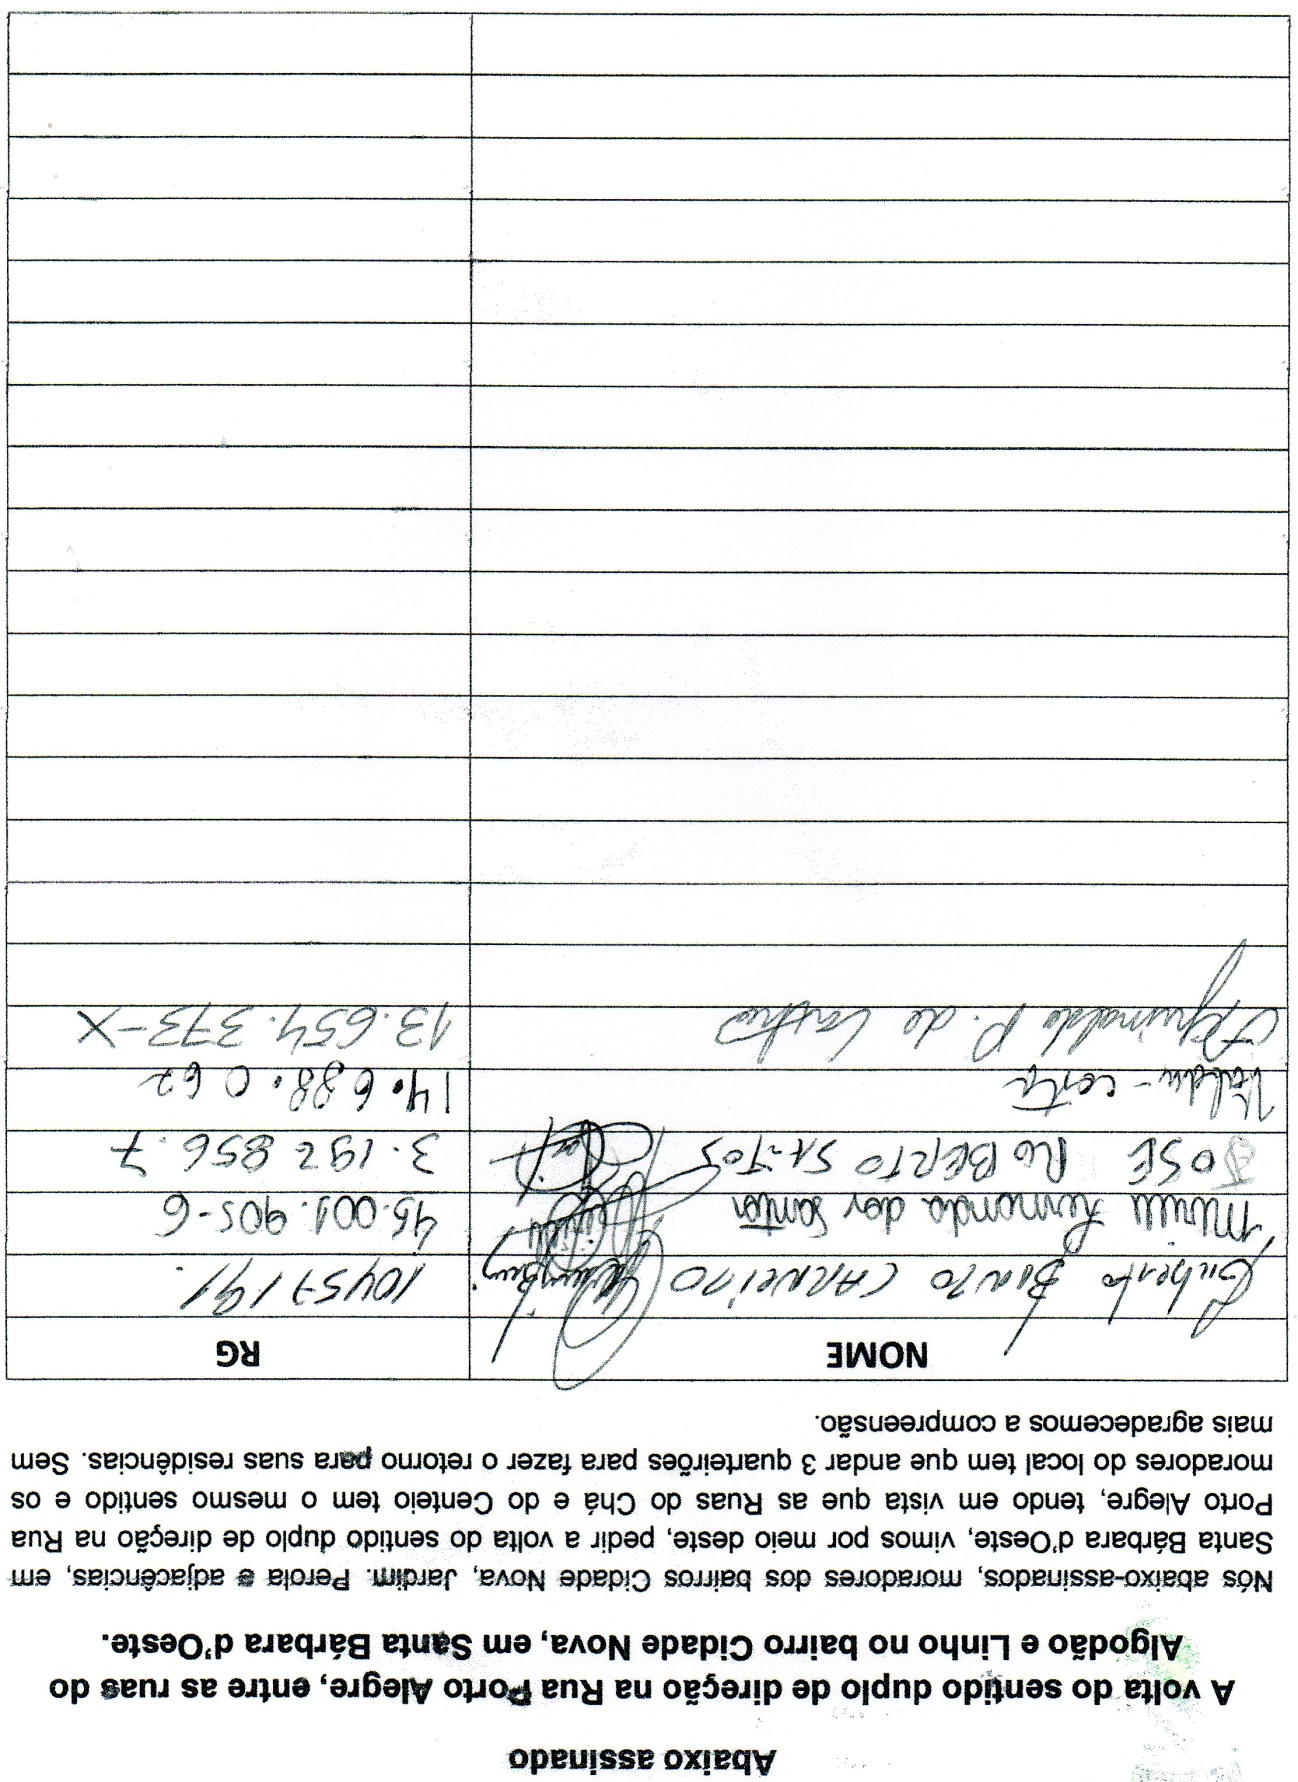 Abaixo assinado
A volta do sentido duplo de direção na Rua Porto Alegre, entre as ruas do
Algodão e Linho no bairro Cidade Nova, em Santa Bárbara d'Oeste.
Nós abaixo-assinados, moradores dos bairros Cidade Nova, Jardim. Perola e adjacências, em
Santa Bárbara d'Oeste, vimos por meio deste, pedir a volta do sentido duplo de direção na Rua
Porto Alegre, tendo em vista que as Ruas do Chá e do Centeio tem o mesmo sentido e os
moradores do local tem que andar 3 quarteirões para fazer o retorno para suas residências. Sem
mais agradecemos a compreensão.
NOME RG
Gilberto CARNEIRO 10457191.
dos Santos 45.001.905-6
JOSE ROBERTO SANTOS 3.192856.7
costa 14.688.062
P. de Castro 13.654.373-X